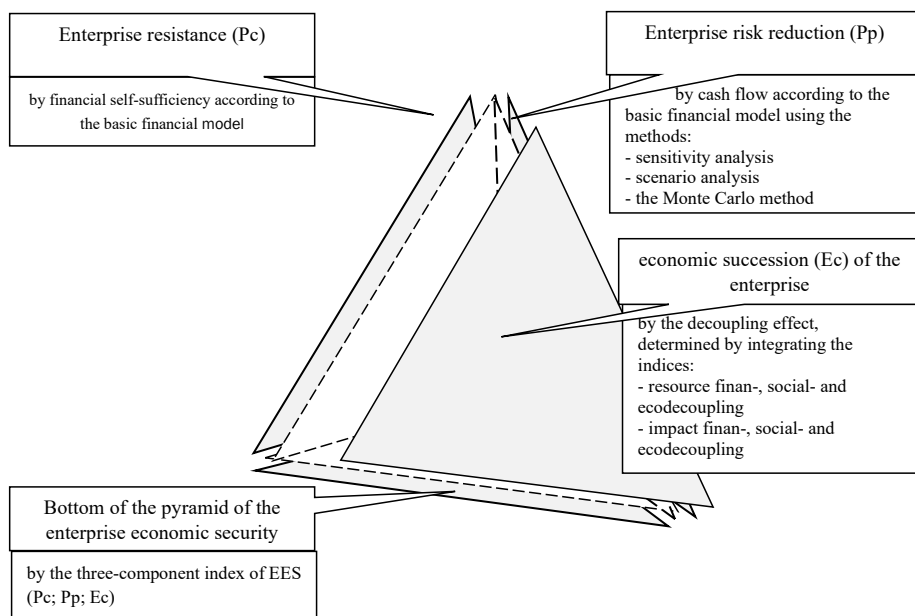 Enterprise resistance (Pc)
by financial self-sufficiency according to
the basic financial model
Enterprise risk reduction (Pp)
by cash flow according to the
basic financial model using the
methods:
- sensitivity analysis
- scenario analysis
- the Monte Carlo method
economic succession (Ec) of the
enterprise
by the decoupling effect,
determined by integrating the
indices:
- resource finan-, social- and
ecodecoupling
- impact finan-, social- and
ecodecoupling
Bottom of the pyramid of the
enterprise economic security
by the three-component index of EES
(Pc; Pp; Ec)